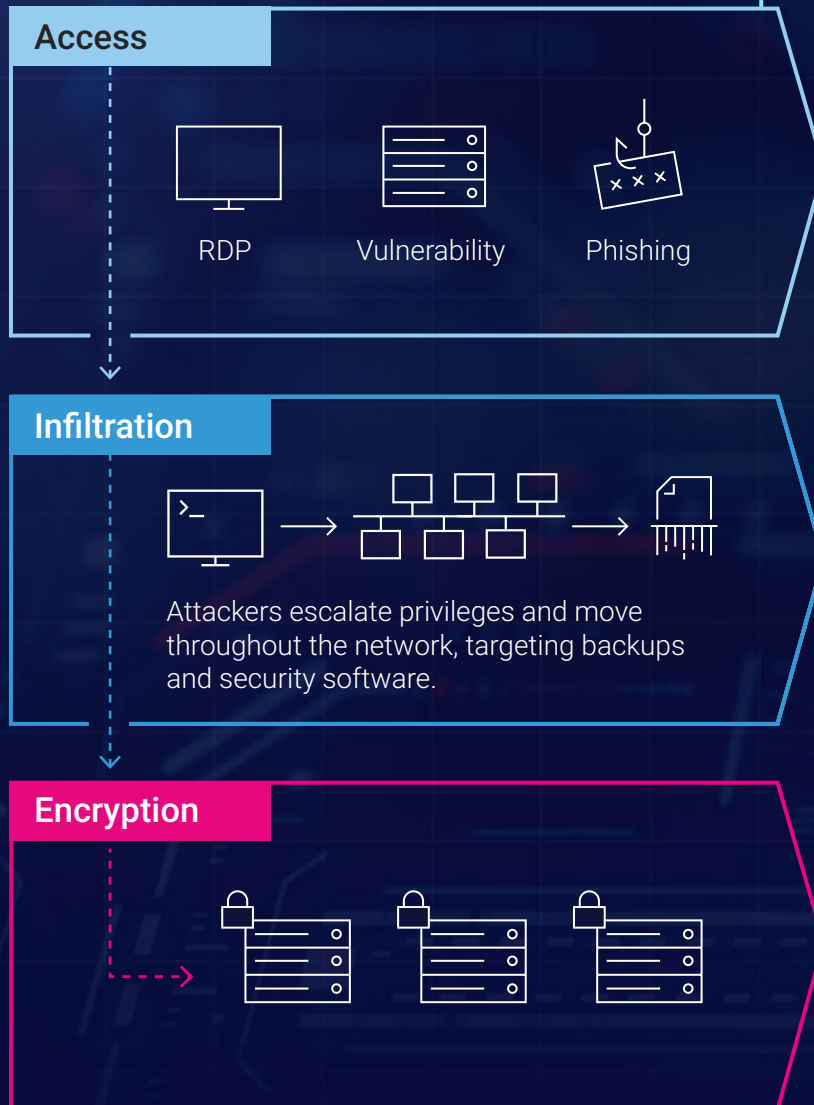 Access
RDP
Vulnerability
Phishing
Infiltration
>_
Attackers escalate privileges and move
throughout the network, targeting backups
and security software.
Encryption